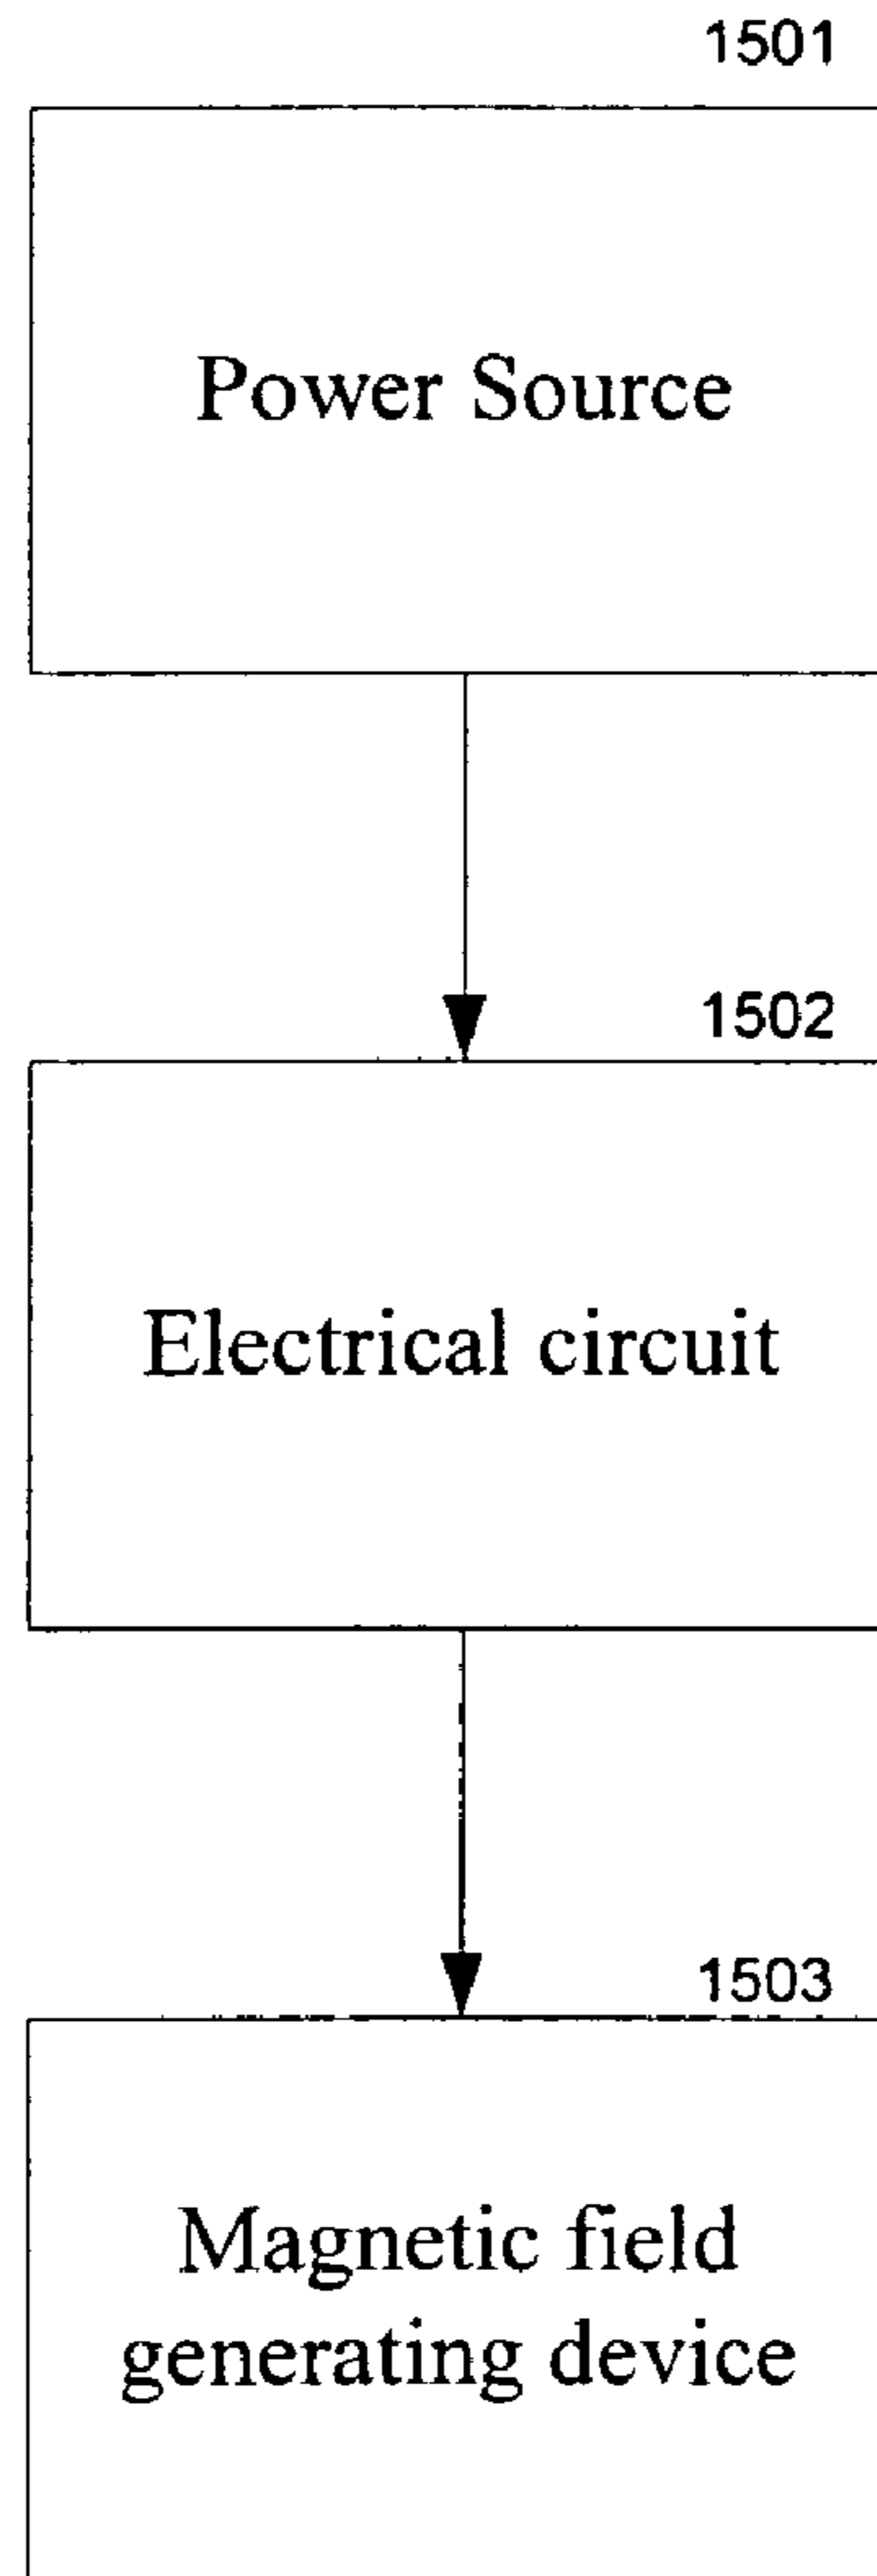 1501
Power Source
1502
Electrical circuit
1503
Magnetic field
generating device